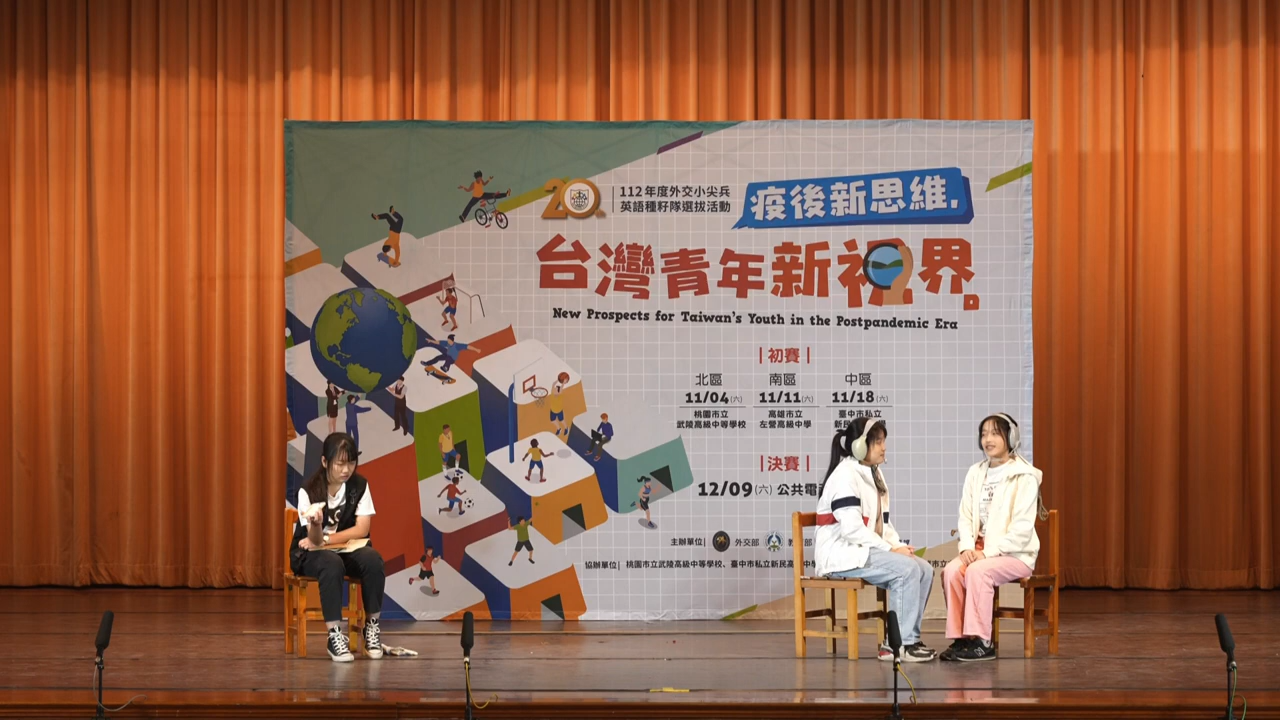 20
112年度外交小尖兵
英語種籽隊選拔活動
疫後新思維,
台灣青年新視界。
New Prospects for Taiwan's Youth in the Postpandemic Era
|初賽|
北區 南區 中區
11/04(六) 11/11(六) 11/18(六)
桃園市立 高雄市立 臺中市私立
武陵高級中等學校 左營高級中學 新民高
|決賽|
12/09(六) 公共電
主辦單位| 外交部 教育部
協辦單位| 桃園市立武陵高級中等學校、臺中市私立新民高